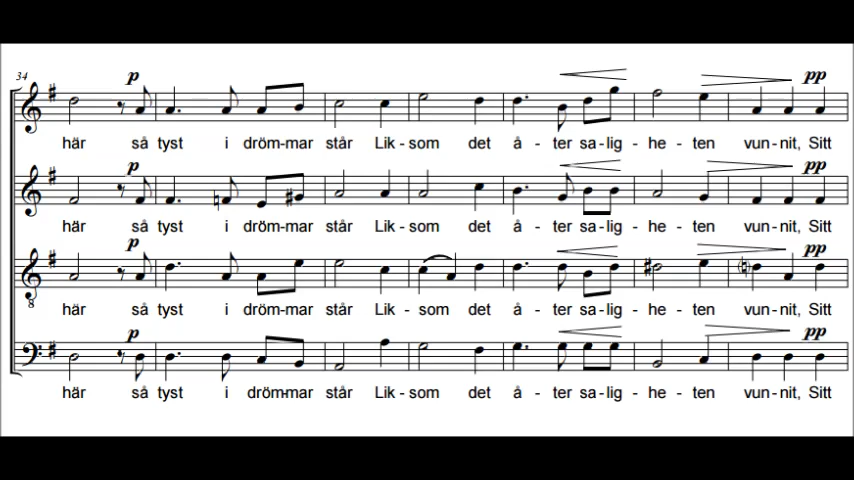 34
p
här så tyst i dröm-mar står Lik-som det å-ter sa-lig-he-ten vun-nit, Sitt
pp
p
här så tyst i dröm-mar står Lik-som det å-ter sa-lig-he-ten vun-nit, Sitt
pp
p
här så tyst i dröm-mar står Lik-som det å-ter sa-lig-he-ten vun-nit, Sitt
pp
8
p
här så tyst i dröm-mar står Lik-som det å-ter sa-lig-he-ten vun-nit, Sitt
pp